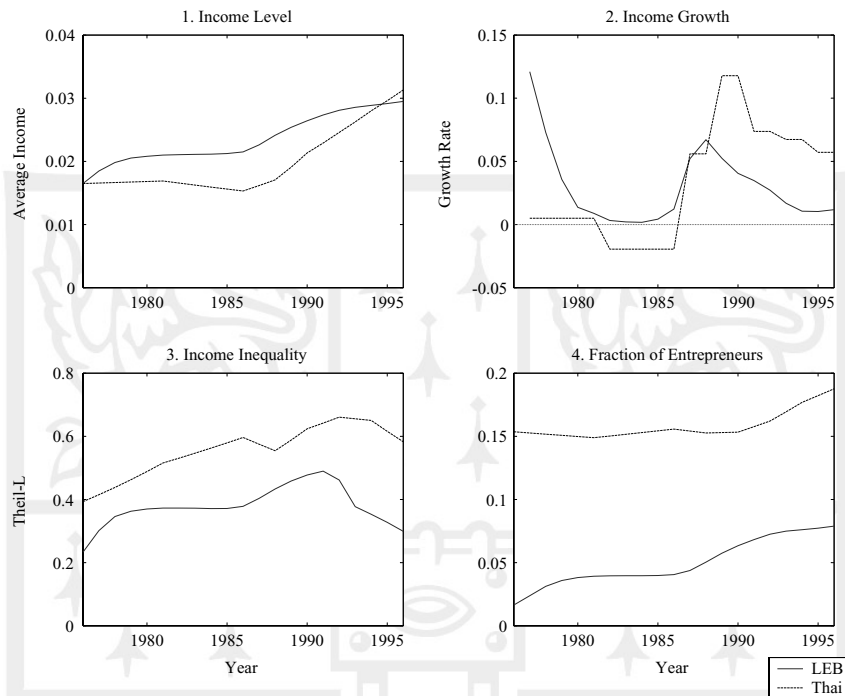 1. Income Level
0.04
0.03
0.02
0.01
0
Average Income
1980 1985 1990 1995
2. Income Growth
0.15
0.1
0.05
0
-0.05
Growth Rate
1980 1985 1990 1995
3. Income Inequality
0.8
0.6
0.4
0.2
0
Theil-L
1980 1985 1990 1995
Year
4. Fraction of Entrepreneurs
0.2
0.15
0.1
0.05
0
1980 1985 1990 1995
Year
LEB
Thai